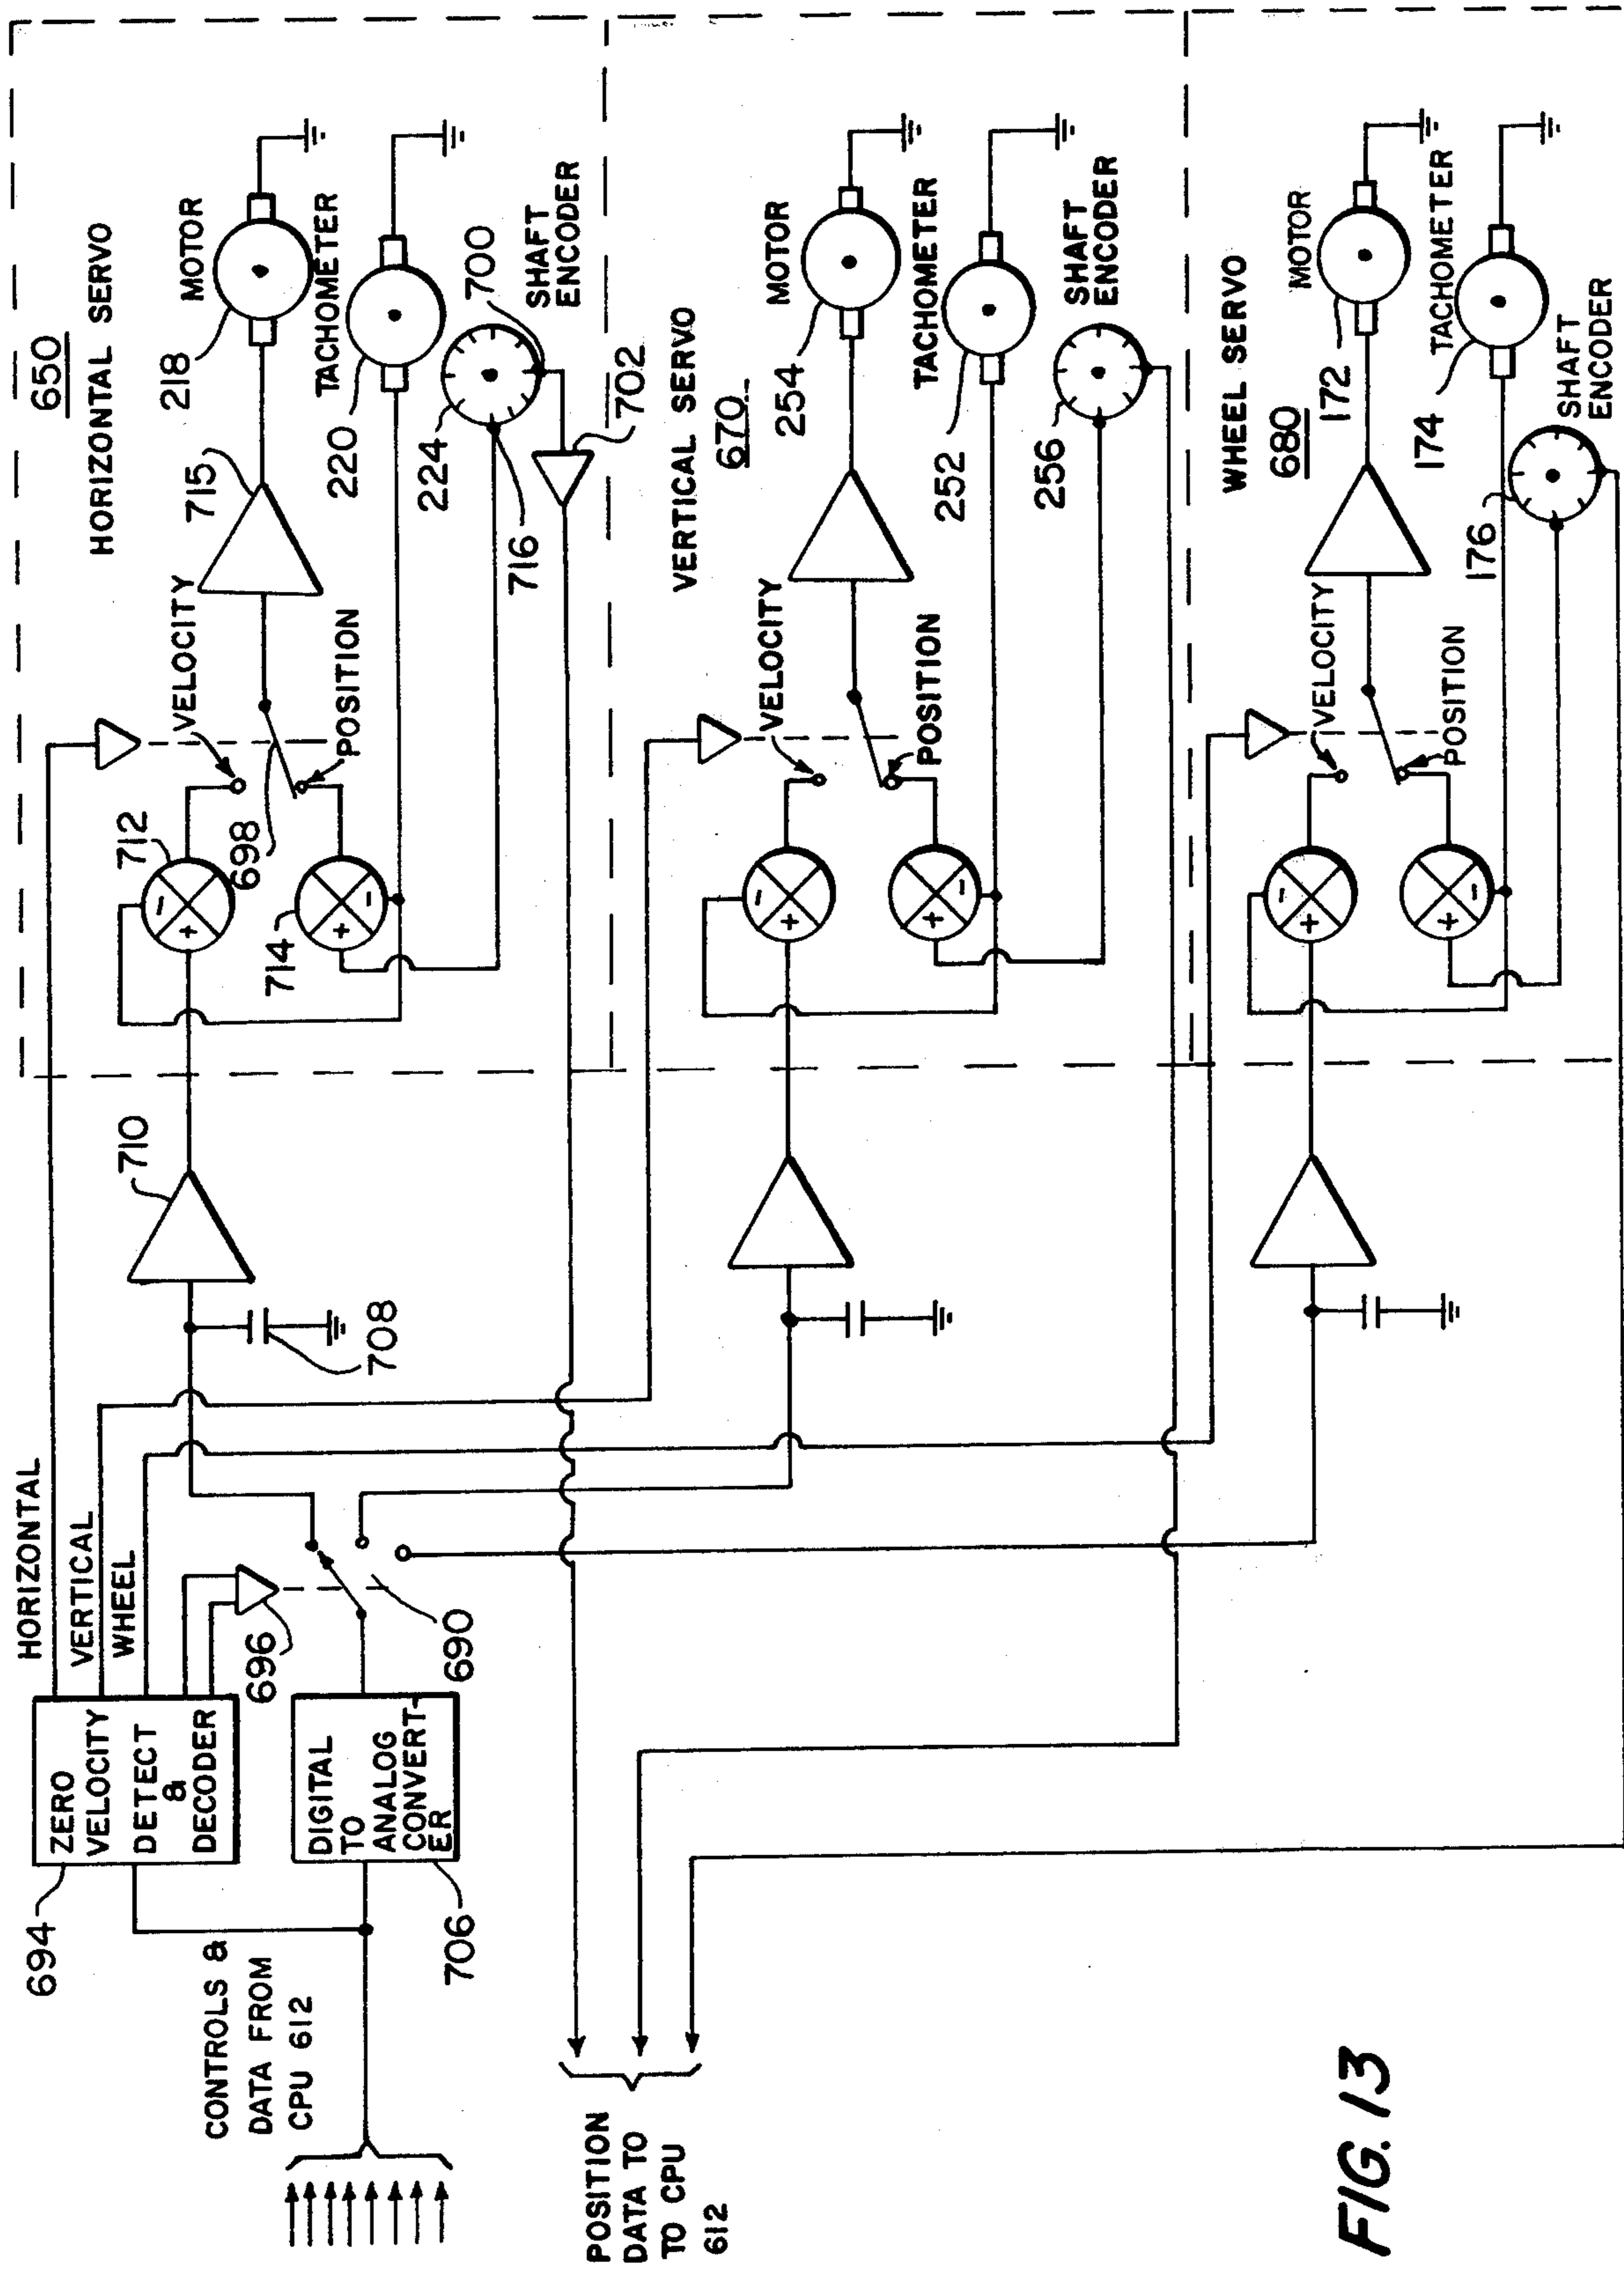 HORIZONTAL
VERTICAL
WHEEL
694
ZERO
VELOCITY
DETECT
&
DECODER
696
690
CONTROLS &
DATA FROM
CPU 612
706
DIGITAL
TO
ANALOG
CONVERT-
ER
POSITION
DATA TO
TO CPU
612
708
710
650
HORIZONTAL SERVO
712
714
698
VELOCITY
POSITION
715
218
MOTOR
220
TACHOMETER
224
716
700
702
SHAFT
ENCODER
VERTICAL SERVO
670
VELOCITY
POSITION
254
MOTOR
252
TACHOMETER
256
SHAFT
ENCODER
WHEEL SERVO
680
VELOCITY
POSITION
172
MOTOR
174
TACHOMETER
176
SHAFT
ENCODER
+
-
+
-
+
-
+
-
+
-
+
-
FIG. 13